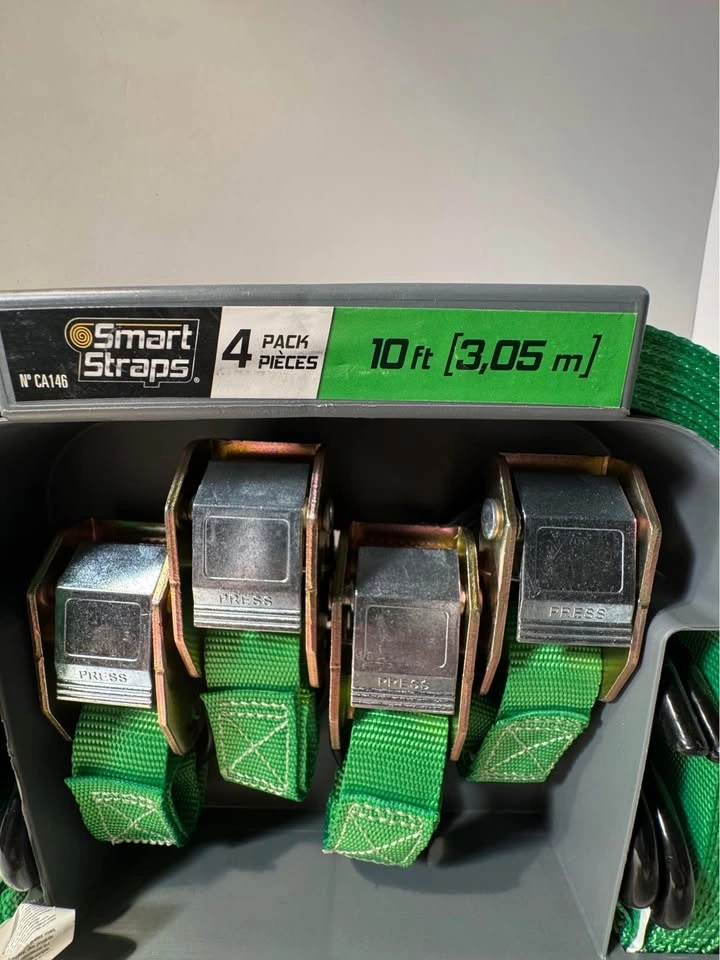 Smart
Straps®
N° CA146
4 PACK
PIÈCES
10 ft [3,05 m]
PRESS
PRESS
PRESS
PRESS